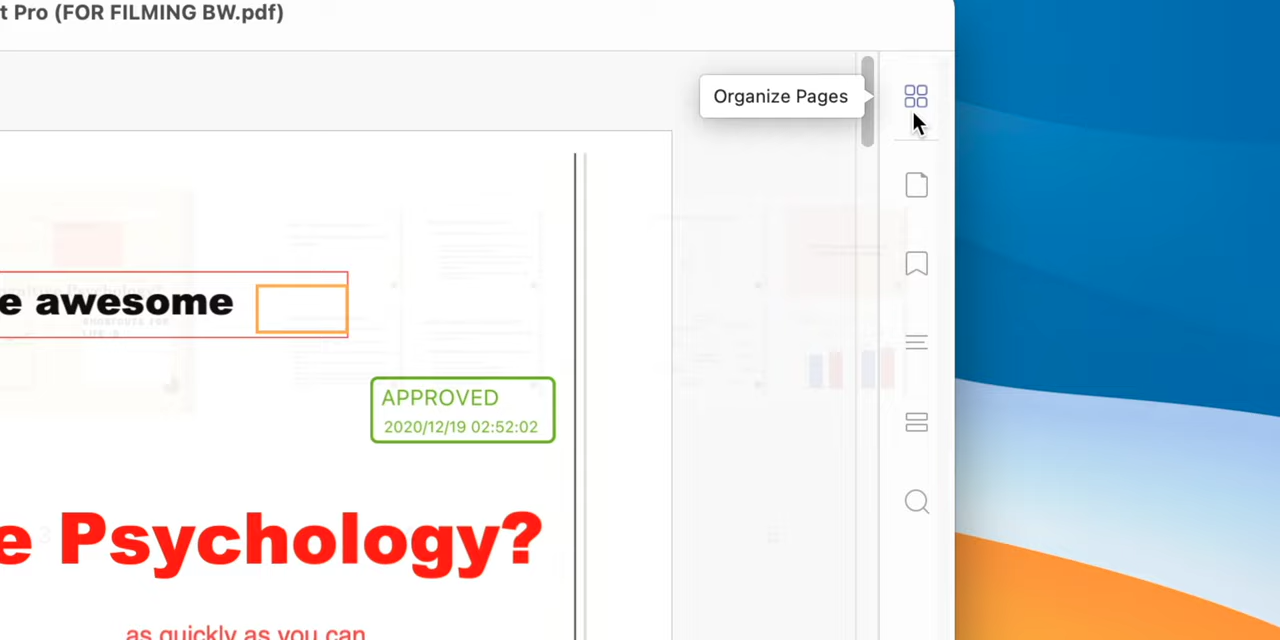 t Pro (FOR FILMING BW.pdf)
Organize Pages
e awesome
APPROVED
2020/12/19 02:52:02
e Psychology?
as quickly as you can